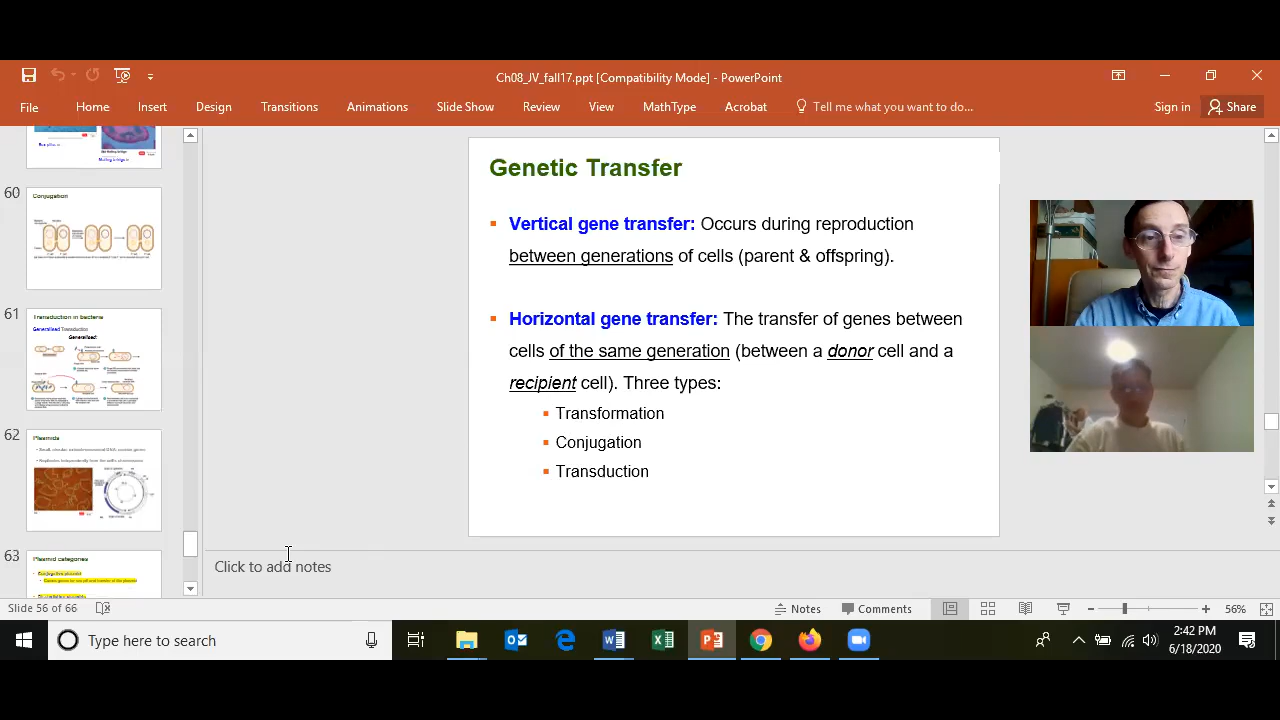 Ch08_JV_fall17.ppt [Compatibility Mode] - PowerPoint
File Home Insert Design Transitions Animations Slide Show Review View MathType Acrobat Tell me what you want to do... Sign in Share
60
Conjugation
61
Transduction in bacteria
Generalized Transduction
Generalized:
62
Plasmids
63
Plasmid categories
Genetic Transfer
Vertical gene transfer: Occurs during reproduction
between generations of cells (parent & offspring).
Horizontal gene transfer: The transfer of genes between
cells of the same generation (between a donor cell and a
recipient cell). Three types:
Transformation
Conjugation
Transduction
Click to add notes
Slide 56 of 66 Notes Comments 56%
Type here to search
2:42 PM
6/18/2020